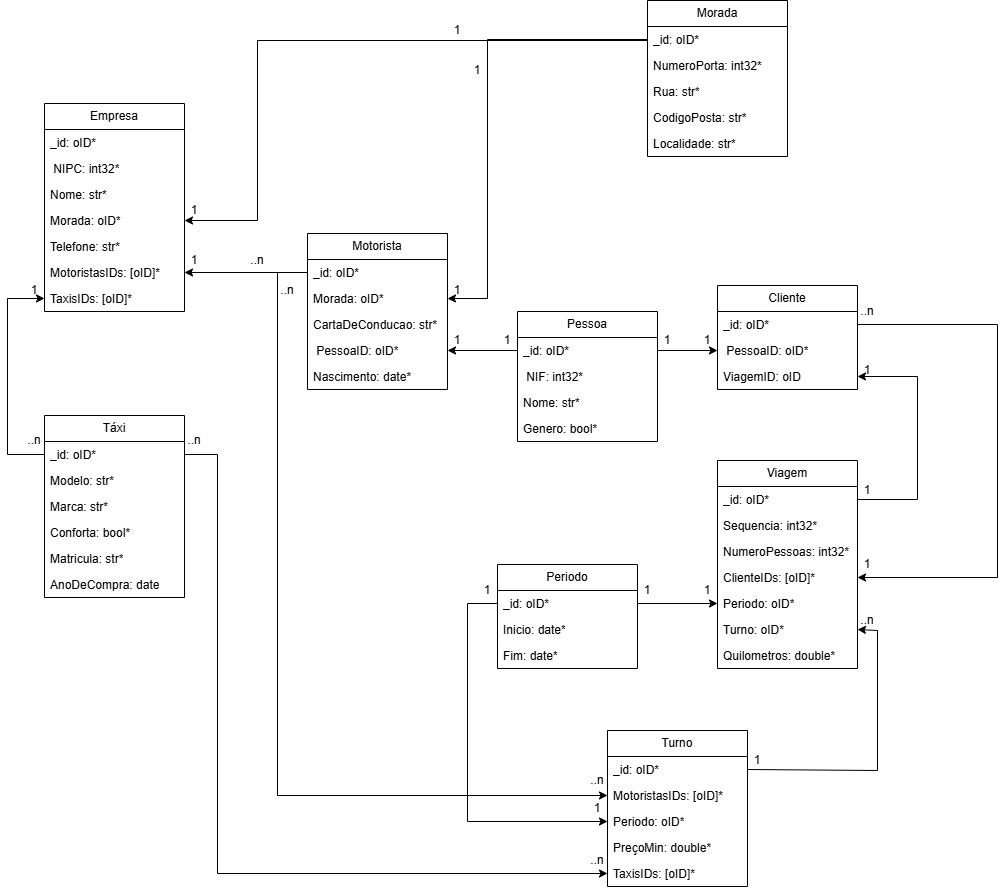 Morada
_id: oID*
NumeroPorta: int32*
Rua: str*
CodigoPosta: str*
Localidade: str*
1
1
Empresa
_id: oID*
NIPC: int32*
Nome: str*
Morada: oID*
Telefone: str*
MotoristasIDs: [oID]*
TaxisIDs: [oID]*
1
1
1
..n
..n
Motorista
_id: oID*
Morada: oID*
CartaDeConducao: str*
PessoaID: oID*
Nascimento: date*
1
1
1
Pessoa
_id: oID*
NIF: int32*
Nome: str*
Genero: bool*
1
1
Cliente
_id: oID*
PessoaID: oID*
ViagemID: oID
..n
1
Táxi
_id: oID*
Modelo: str*
Marca: str*
Conforta: bool*
Matricula: str*
AnoDeCompra: date
..n
..n
Viagem
_id: oID*
Sequencia: int32*
NumeroPessoas: int32*
ClienteIDs: [oID]*
Periodo: oID*
Turno: oID*
Quilometros: double*
1
1
..n
Periodo
_id: oID*
Inicio: date*
Fim: date*
1
1
1
Turno
_id: oID*
MotoristasIDs: [oID]*
Periodo: oID*
PreçoMin: double*
TaxisIDs: [oID]*
1
..n
1
..n